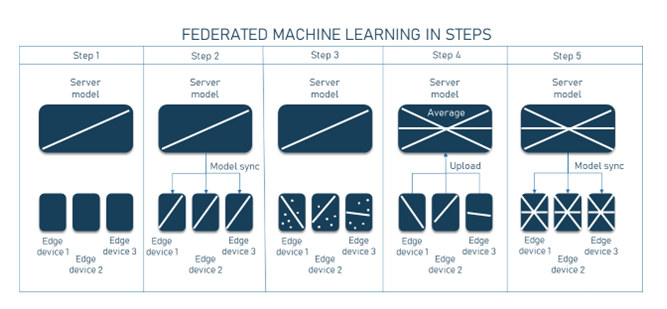 FEDERATED MACHINE LEARNING IN STEPS
Step 1
Step 2
Step 3
Step 4
Step 5
Server
model
Server
model
Server
model
Server
model
Server
model
Average
Model sync
Upload
Model sync
Edge
device 1
Edge
device 2
Edge
device 3
Edge
device 1
Edge
device 2
Edge
device 3
Edge
device 1
Edge
device 2
Edge
device 3
Edge
device 1
Edge
device 2
Edge
device 3
Edge
device 1
Edge
device 2
Edge
device 3